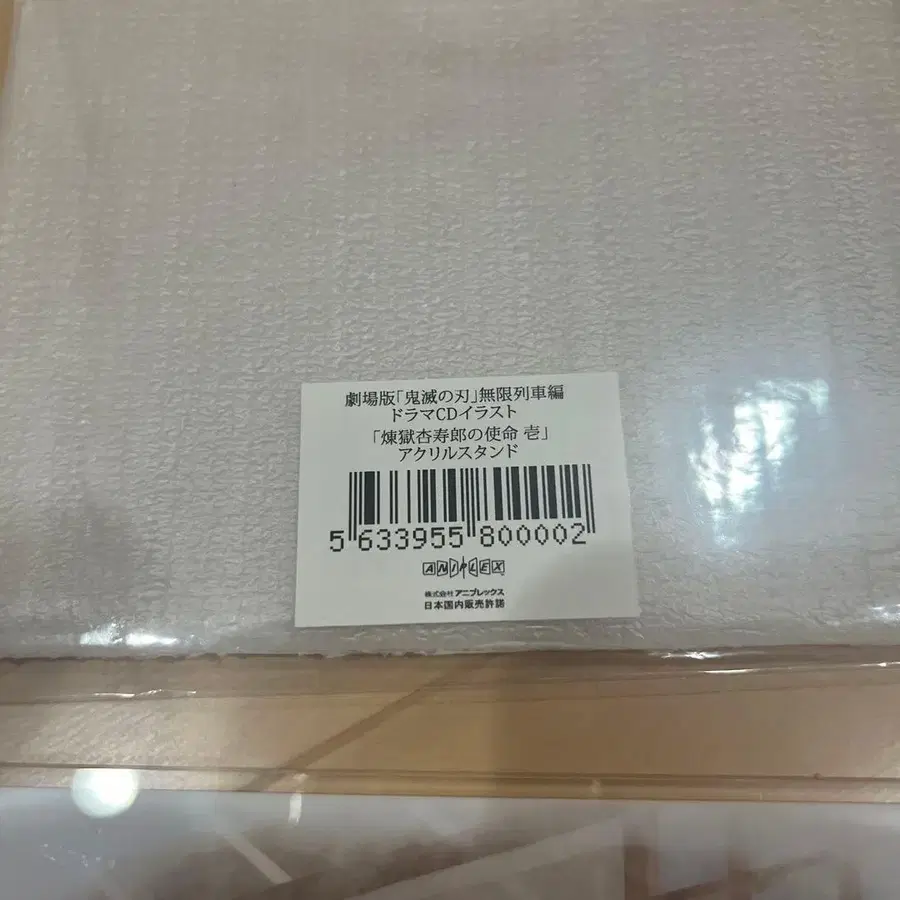 劇場版「鬼滅の刃」無限列車編
ドラマCDイラスト
「煉獄杏寿郎の使命 壱」
アクリルスタンド
5 633955 800002
ANIPLEX
株式会社 アニプレックス
日本国内販売許諾